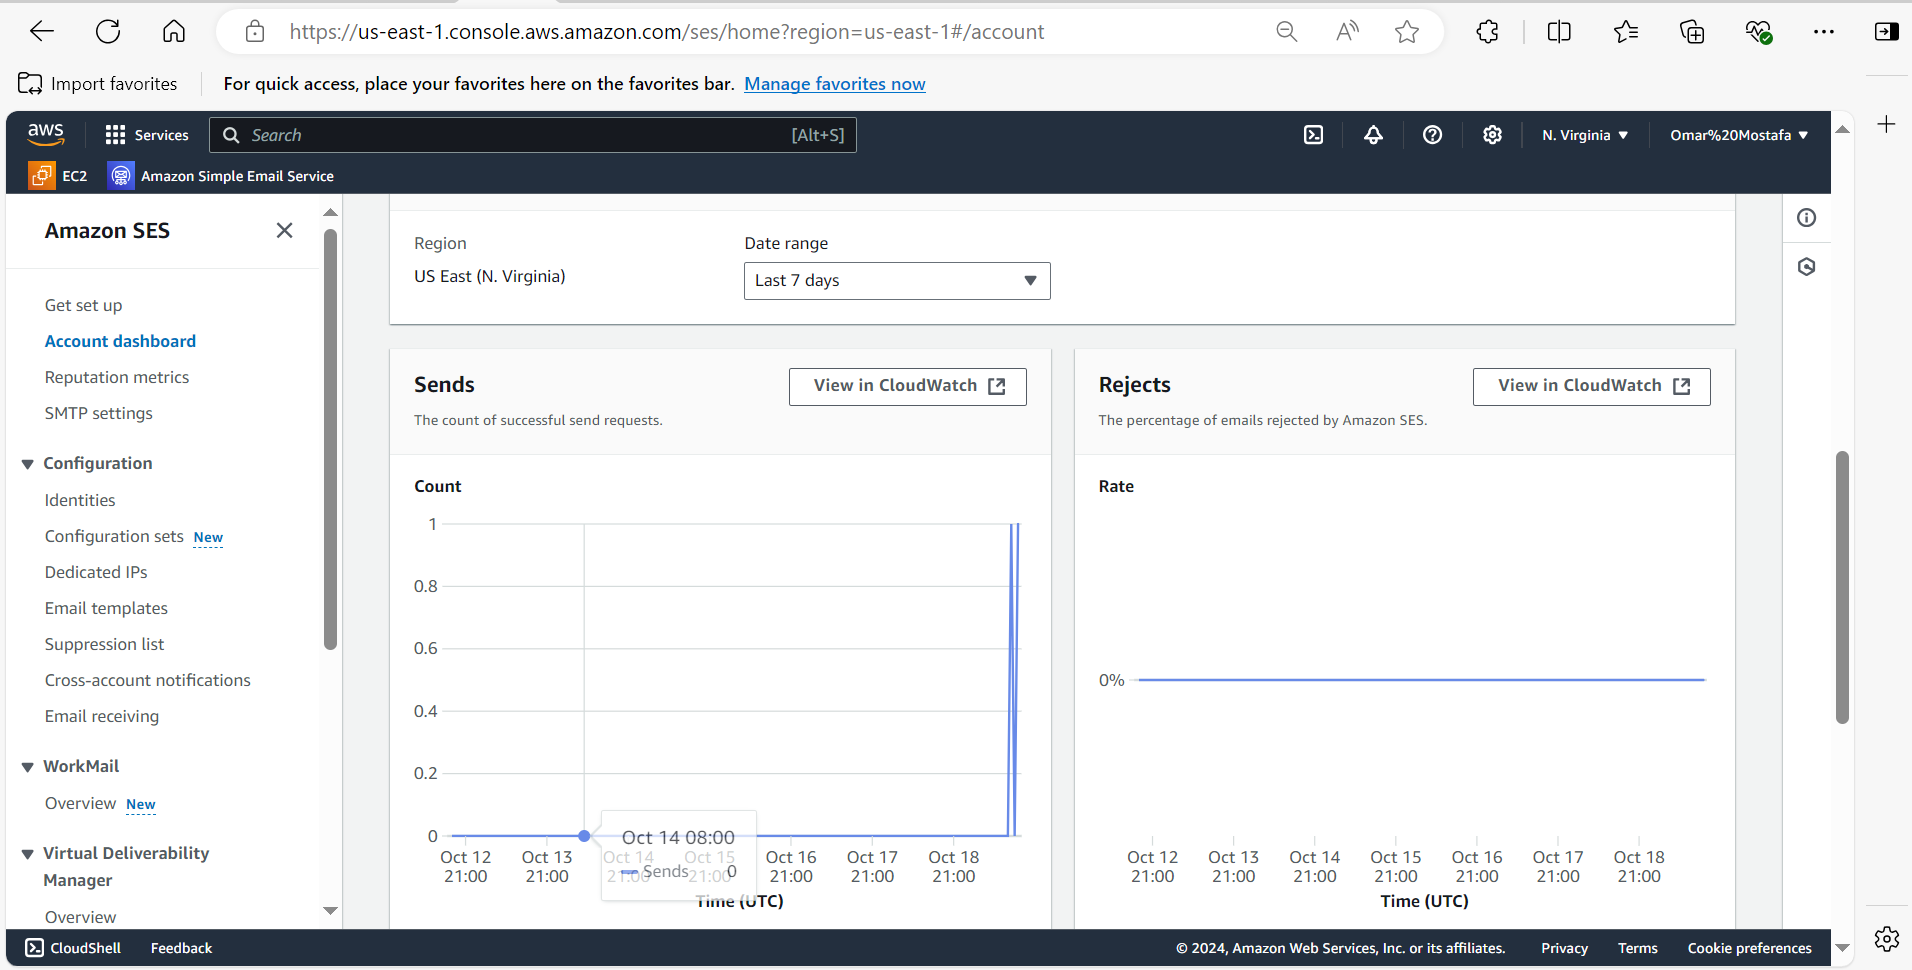 https://us-east-1.console.aws.amazon.com/ses/home?region=us-east-1#/account
Import favorites
For quick access, place your favorites here on the favorites bar. Manage favorites now
aws
Services
Search
[Alt+S]
N. Virginia
Omar%20Mostafa
EC2
Amazon Simple Email Service
Amazon SES
Get set up
Account dashboard
Reputation metrics
SMTP settings
Configuration
Identities
Configuration sets New
Dedicated IPs
Email templates
Suppression list
Cross-account notifications
Email receiving
WorkMail
Overview New
Virtual Deliverability
Manager
Overview
Region
US East (N. Virginia)
Date range
Last 7 days
Sends
View in CloudWatch
The count of successful send requests.
Count
1
0.8
0.6
0.4
0.2
0
Oct 14 08:00
Sends 0
Oct 12 Oct 13 Oct 14 Oct 15 Oct 16 Oct 17 Oct 18
21:00 21:00 21:00 21:00 21:00 21:00 21:00
Time (UTC)
Rejects
View in CloudWatch
The percentage of emails rejected by Amazon SES.
Rate
0%
Oct 12 Oct 13 Oct 14 Oct 15 Oct 16 Oct 17 Oct 18
21:00 21:00 21:00 21:00 21:00 21:00 21:00
Time (UTC)
CloudShell
Feedback
© 2024, Amazon Web Services, Inc. or its affiliates.
Privacy
Terms
Cookie preferences